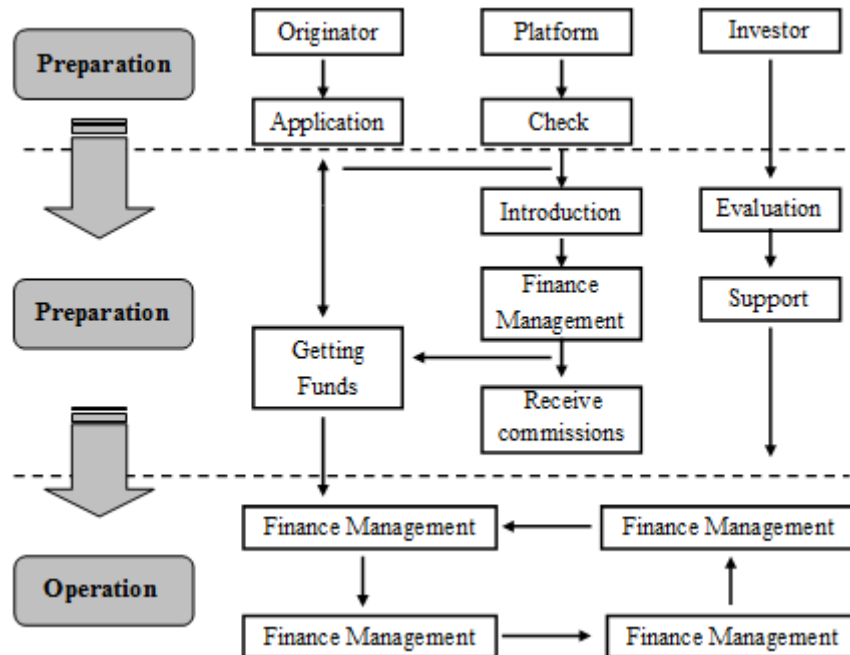 Originator
Platform
Investor
Preparation
Application
Check
Introduction
Evaluation
Finance
Management
Support
Preparation
Getting
Funds
Receive
commissions
Finance Management
Finance Management
Operation
Finance Management
Finance Management